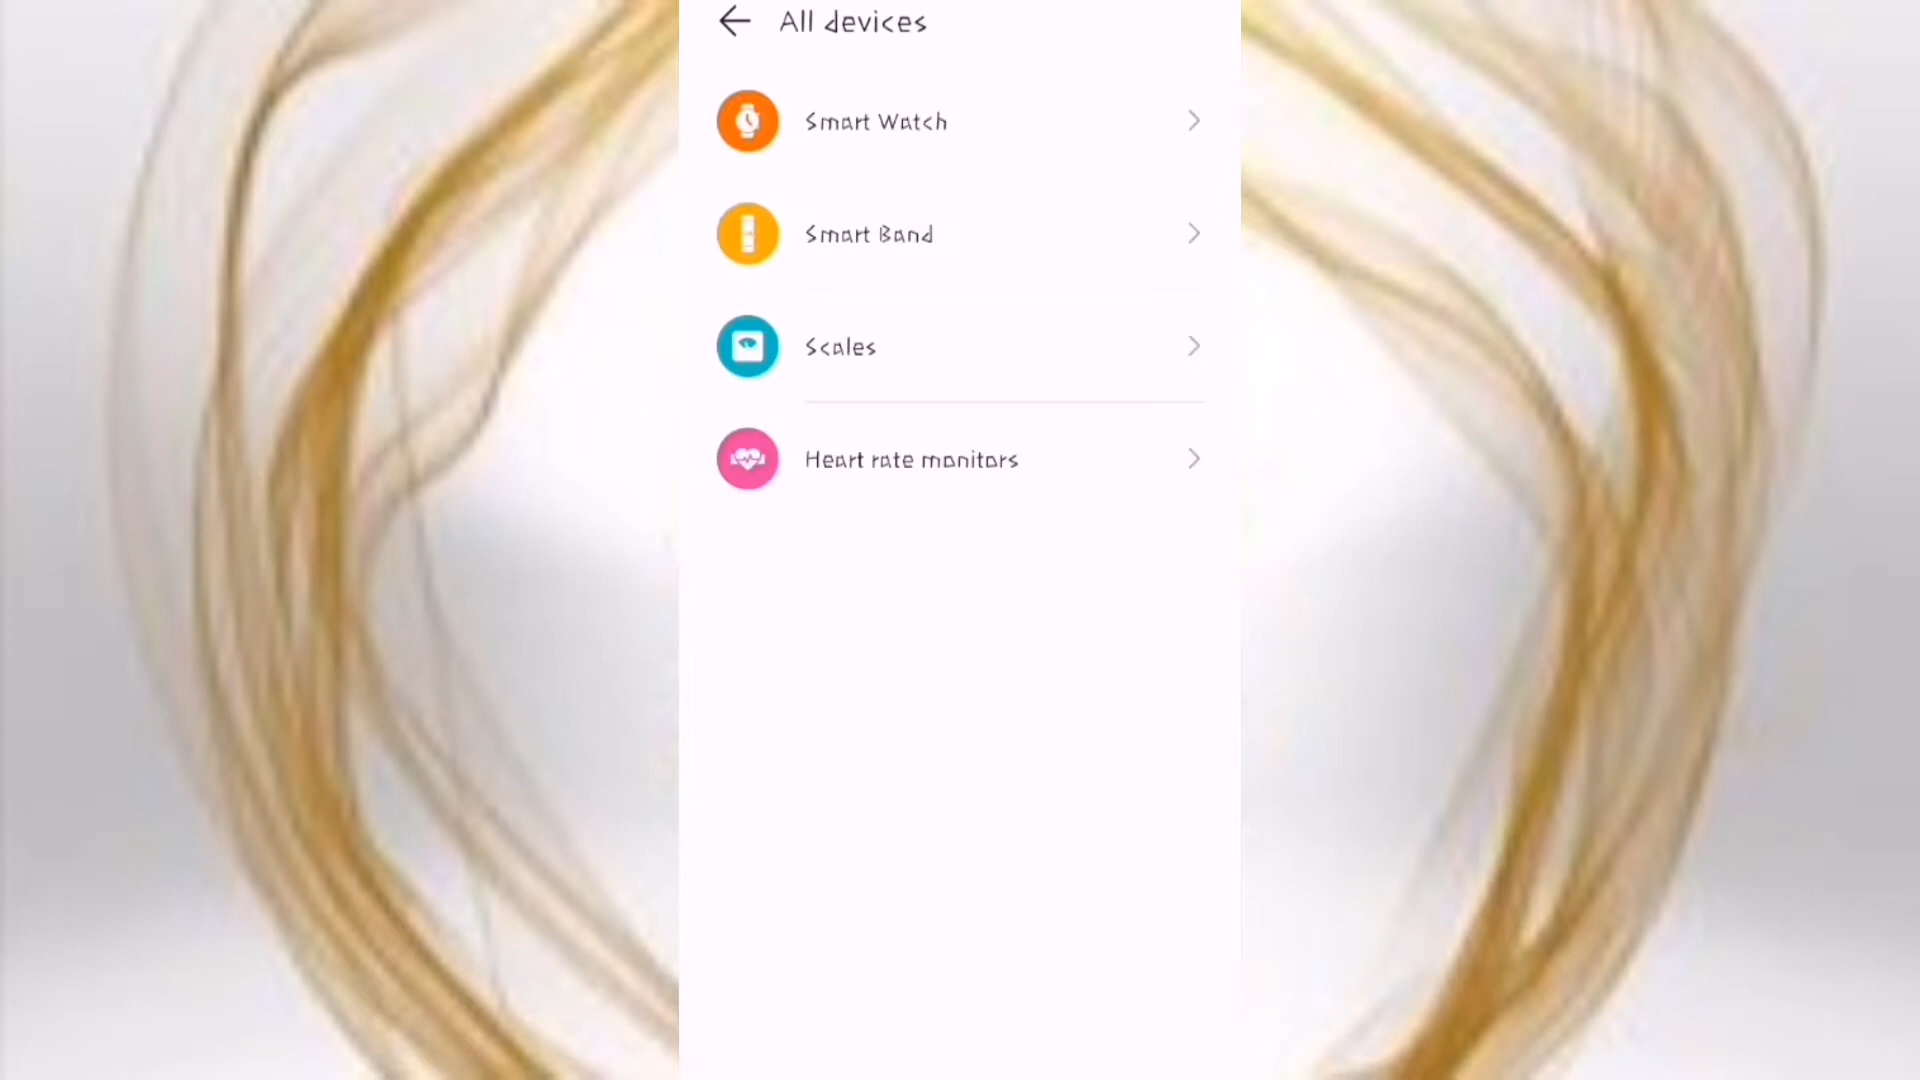 All devices
Smart Watch
Smart Band
Scales
Heart rate monitors